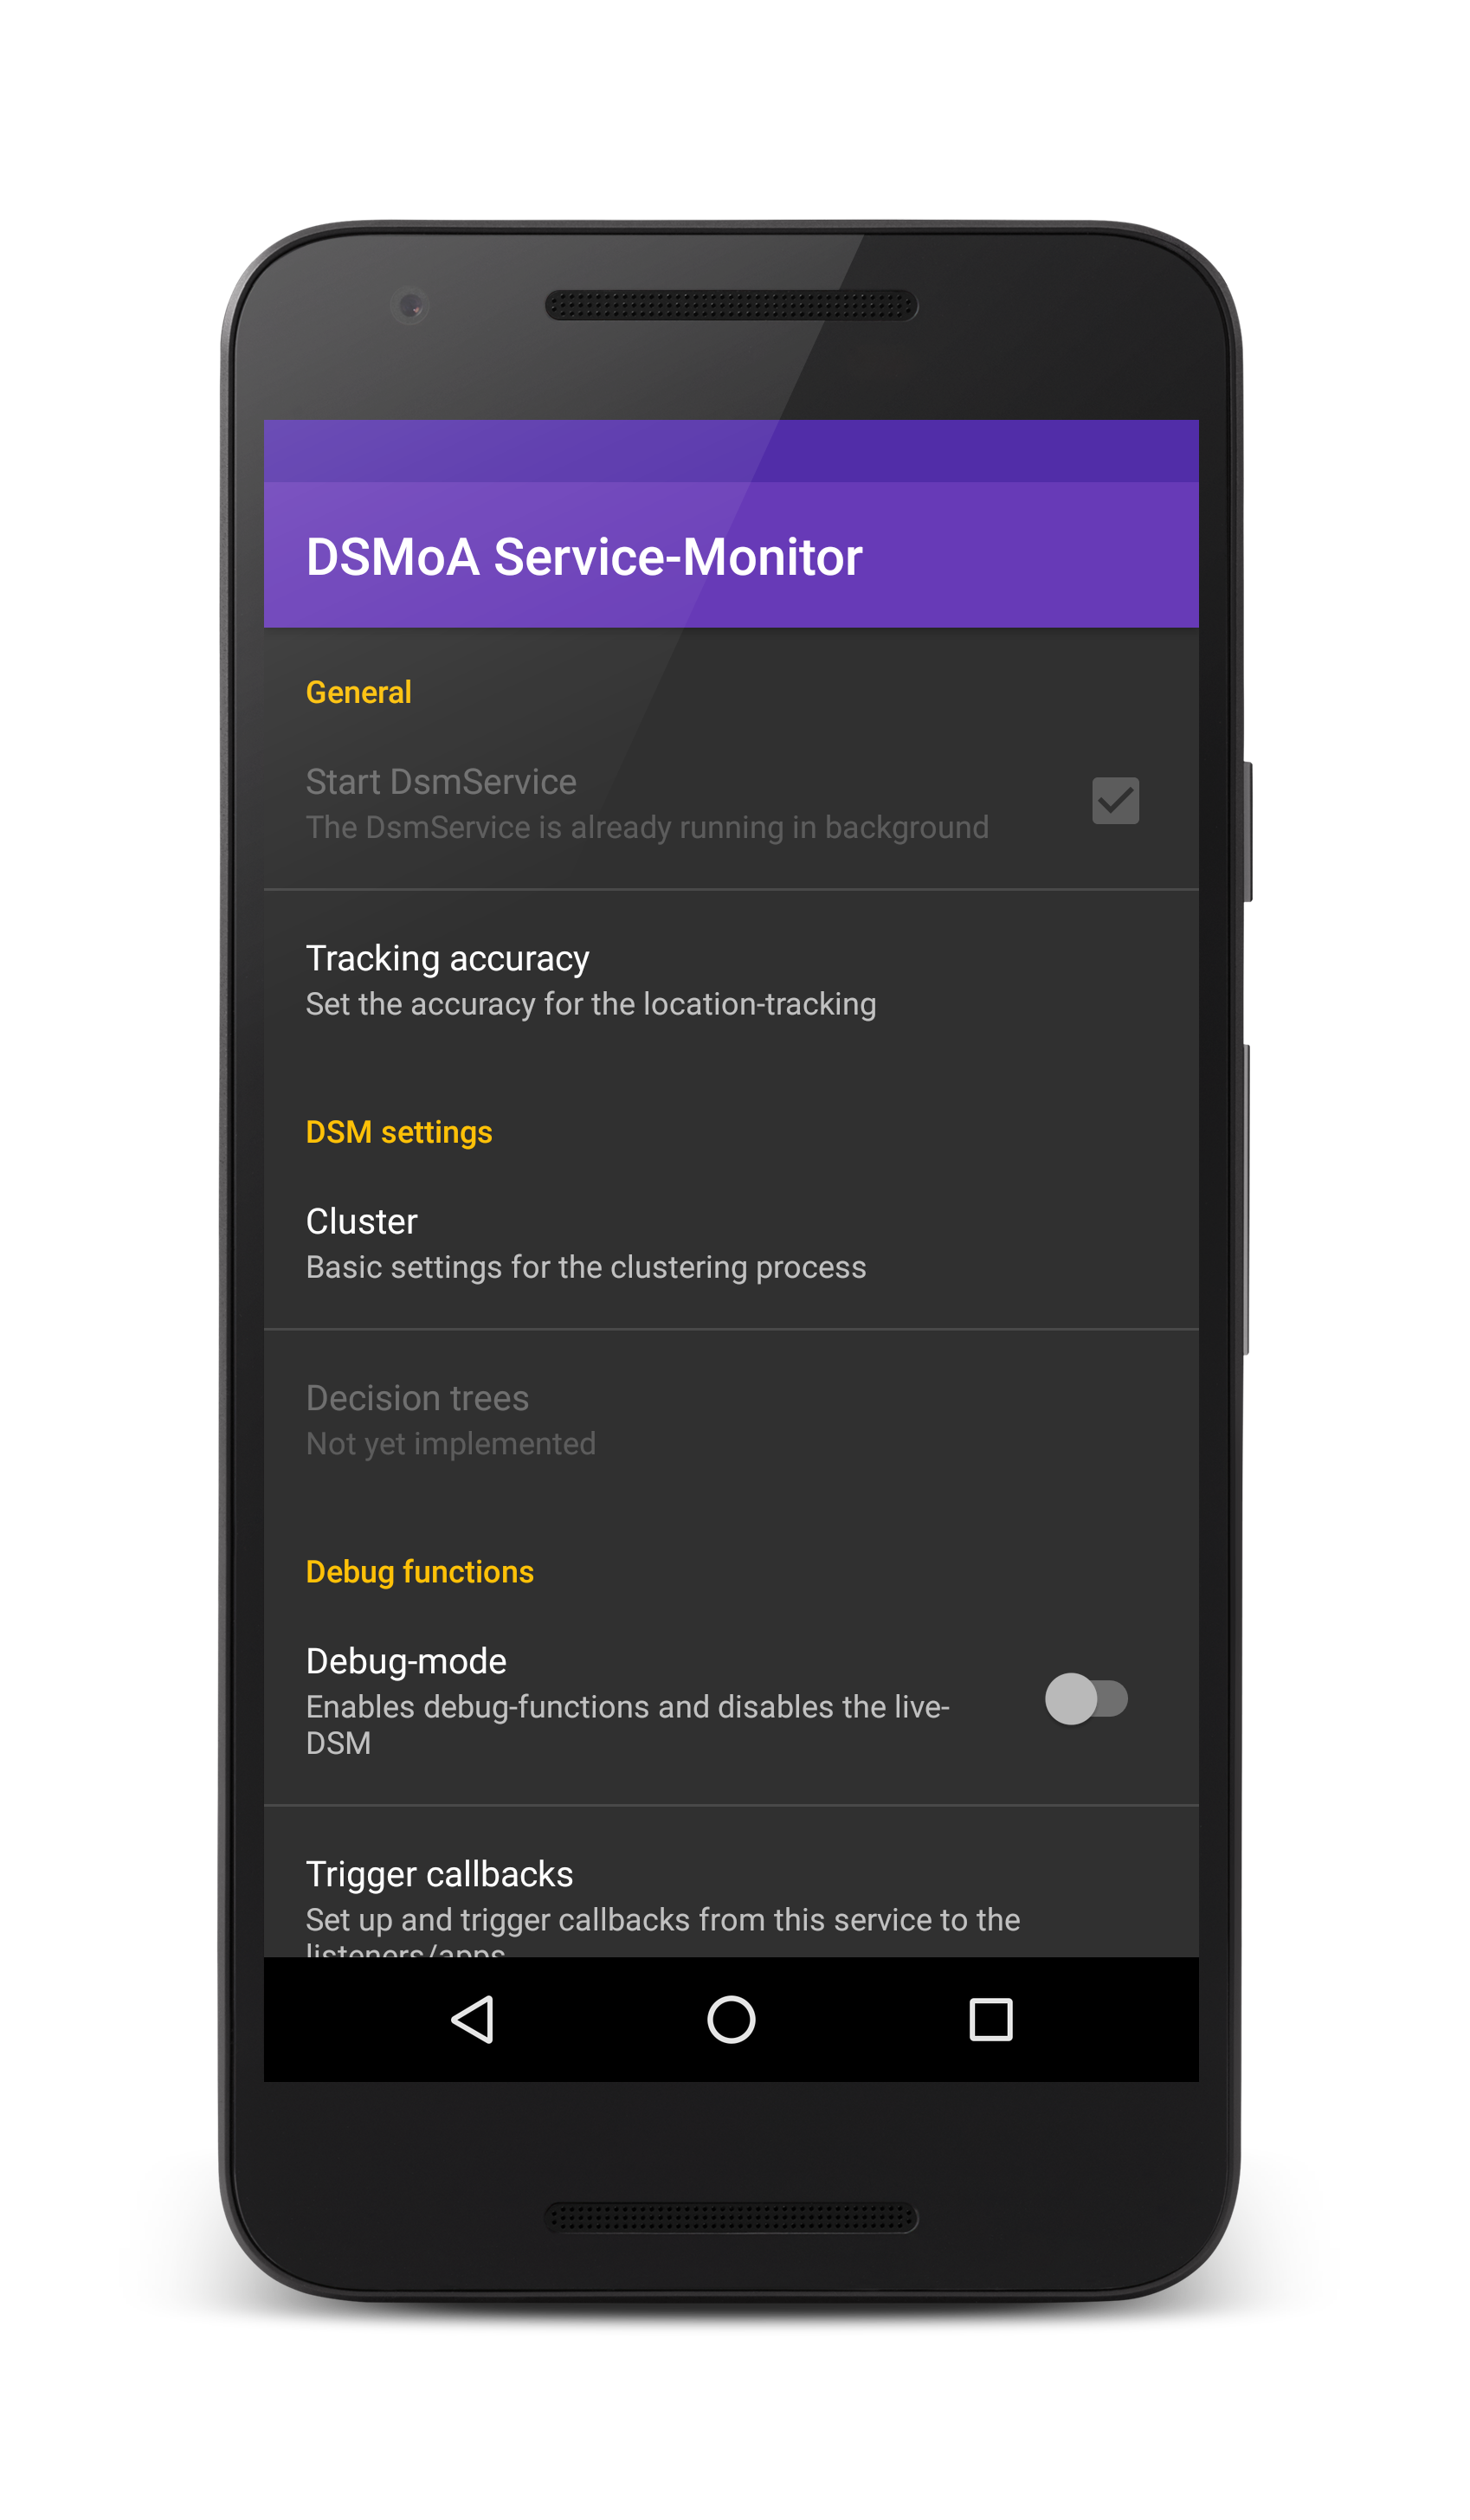 DSMoA Service-Monitor
General
Start DsmService
The DsmService is already running in background
Tracking accuracy
Set the accuracy for the location-tracking
DSM settings
Cluster
Basic settings for the clustering process
Decision trees
Not yet implemented
Debug functions
Debug-mode
Enables debug-functions and disables the live-
DSM
Trigger callbacks
Set up and trigger callbacks from this service to the
listeners/apps